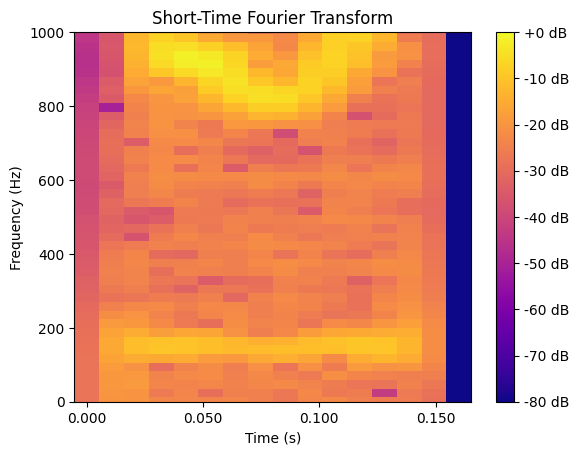 Short-Time Fourier Transform
1000
800
600
400
200
0
Frequency (Hz)
0.000
0.050
0.100
0.150
Time (s)
+0 dB
-10 dB
-20 dB
-30 dB
-40 dB
-50 dB
-60 dB
-70 dB
-80 dB